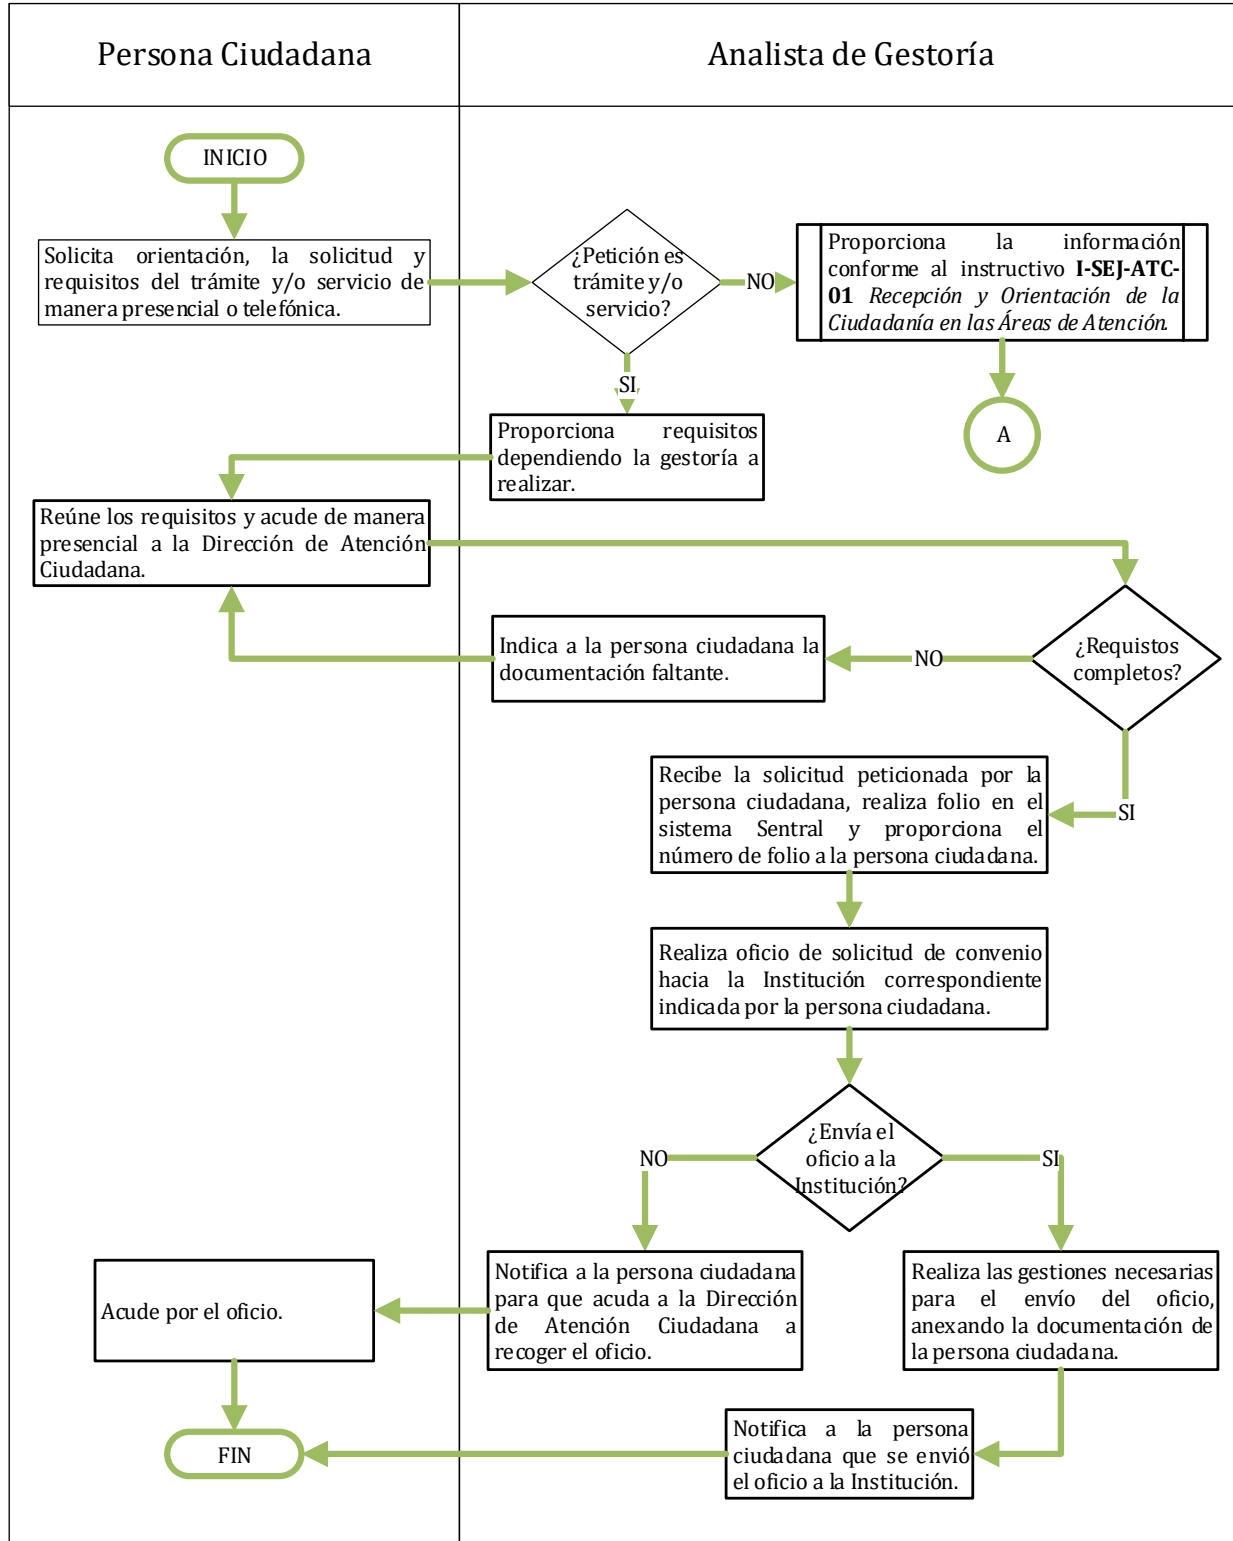 Persona Ciudadana
Analista de Gestoría
INICIO
Solicita orientación, la solicitud y
requisitos del trámite y/o servicio de
manera presencial o telefónica.
¿Petición es
trámite y/o
servicio?
NO
Proporciona la información
conforme al instructivo I-SEJ-ATC-
01 Recepción y Orientación de la
Ciudadanía en las Áreas de Atención.
SI
A
Proporciona requisitos
dependiendo la gestoría a
realizar.
Reúne los requisitos y acude de manera
presencial a la Dirección de Atención
Ciudadana.
¿Requistos
completos?
NO
Indica a la persona ciudadana la
documentación faltante.
SI
Recibe la solicitud peticionada por la
persona ciudadana, realiza folio en el
sistema Sentral y proporciona el
número de folio a la persona ciudadana.
Realiza oficio de solicitud de convenio
hacia la Institución correspondiente
indicada por la persona ciudadana.
¿Envía el
oficio a la
Institución?
NO
SI
Acude por el oficio.
Notifica a la persona ciudadana
para que acuda a la Dirección
de Atención Ciudadana a
recoger el oficio.
Realiza las gestiones necesarias
para el envío del oficio,
anexando la documentación de
la persona ciudadana.
Notifica a la persona
ciudadana que se envió
el oficio a la Institución.
FIN